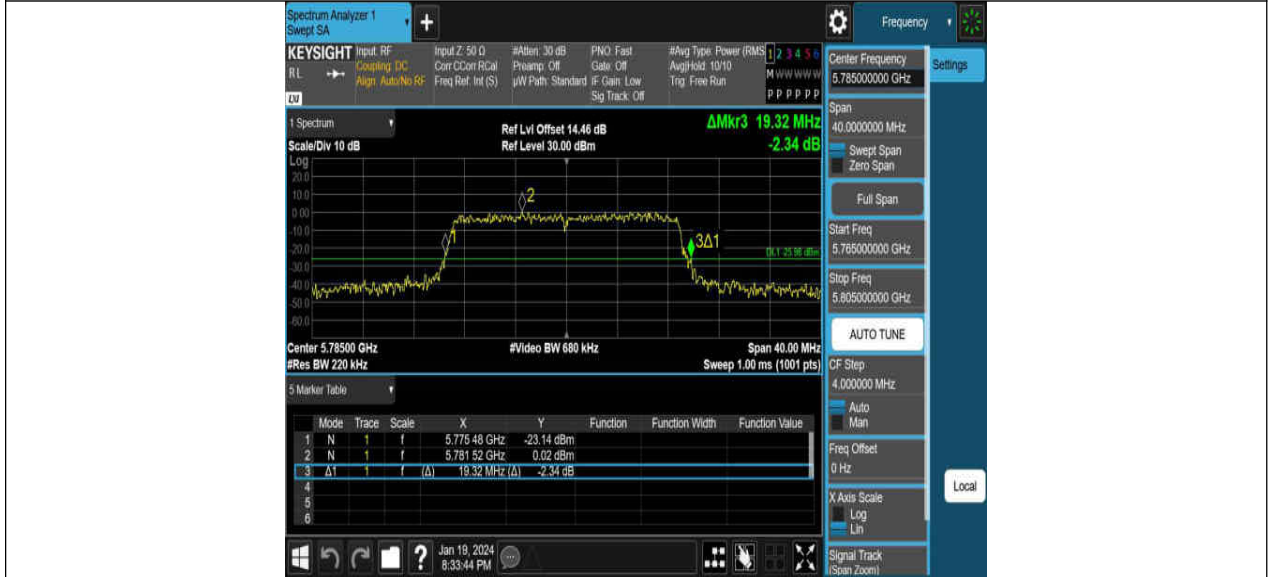 Spectrum Analyzer 1
Swept SA
+
Frequency
KEYSIGHT
RL
LXI
Input: RF
Coupling: DC
Align: Auto/No RF
Input Z: 50 Ω
Corr CCorr RCal
Freq Ref: Int (S)
#Atten: 30 dB
Preamp: Off
µW Path: Standard
PNO: Fast
Gate: Off
IF Gain: Low
Sig Track: Off
#Avg Type: Power (RMS
Avg|Hold: 10/10
Trig: Free Run
1 2 3 4 5 6
M W W W W W
P P P P P P
1 Spectrum
Scale/Div 10 dB
Ref Lvl Offset 14.46 dB
Ref Level 30.00 dBm
ΔMkr3 19.32 MHz
-2.34 dB
Log
20.0
10.0
0.00
-10.0
-20.0
-30.0
-40.0
-50.0
-60.0
2
1
3Δ1
DL1 -25.98 dBm
Center 5.78500 GHz
#Video BW 680 kHz
Span 40.00 MHz
#Res BW 220 kHz
Sweep 1.00 ms (1001 pts)
5 Marker Table
Mode Trace Scale X Y Function Function Width Function Value
1 N 1 f 5.775 48 GHz -23.14 dBm
2 N 1 f 5.781 52 GHz 0.02 dBm
3 Δ1 1 f (Δ) 19.32 MHz (Δ) -2.34 dB
4
5
6
Center Frequency
5.785000000 GHz
Settings
Span
40.0000000 MHz
Swept Span
Zero Span
Full Span
Start Freq
5.765000000 GHz
Stop Freq
5.805000000 GHz
AUTO TUNE
CF Step
4.000000 MHz
Auto
Man
Freq Offset
0 Hz
X Axis Scale
Log
Lin
Local
Signal Track
(Span Zoom)
?
Jan 19, 2024
8:33:44 PM